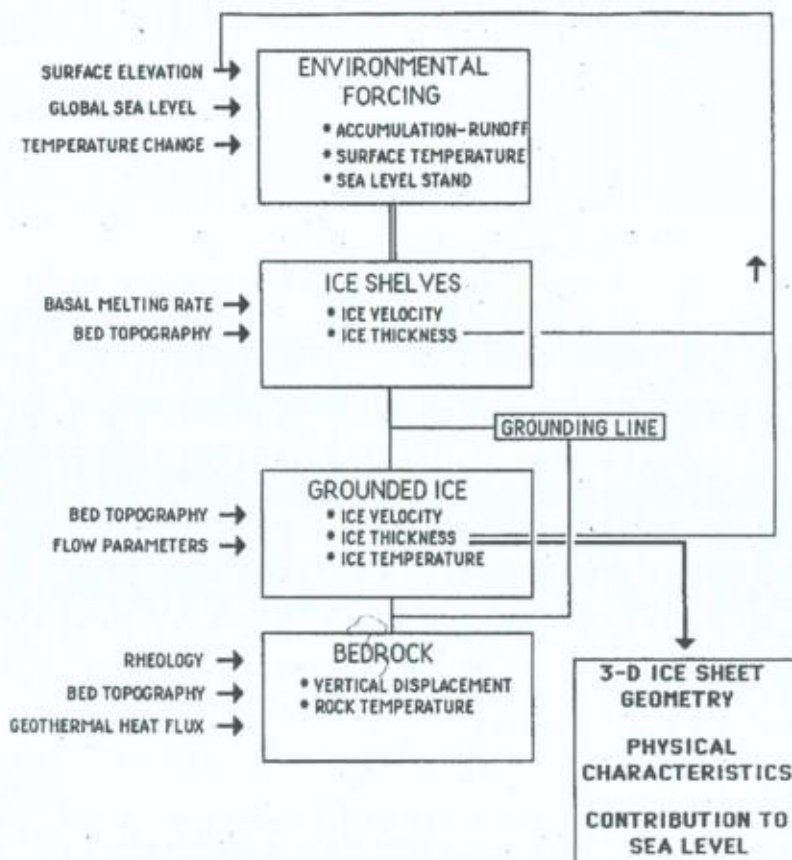 SURFACE ELEVATION
GLOBAL SEA LEVEL
TEMPERATURE CHANGE
ENVIRONMENTAL
FORCING
* ACCUMULATION-RUNOFF
* SURFACE TEMPERATURE
* SEA LEVEL STAND
BASAL MELTING RATE
BED TOPOGRAPHY
ICE SHELVES
* ICE VELOCITY
* ICE THICKNESS
GROUNDING LINE
BED TOPOGRAPHY
FLOW PARAMETERS
GROUNDED ICE
* ICE VELOCITY
* ICE THICKNESS
* ICE TEMPERATURE
RHEOLOGY
BED TOPOGRAPHY
GEOTHERMAL HEAT FLUX
BEDROCK
* VERTICAL DISPLACEMENT
* ROCK TEMPERATURE
3-D ICE SHEET
GEOMETRY
PHYSICAL
CHARACTERISTICS
CONTRIBUTION TO
SEA LEVEL